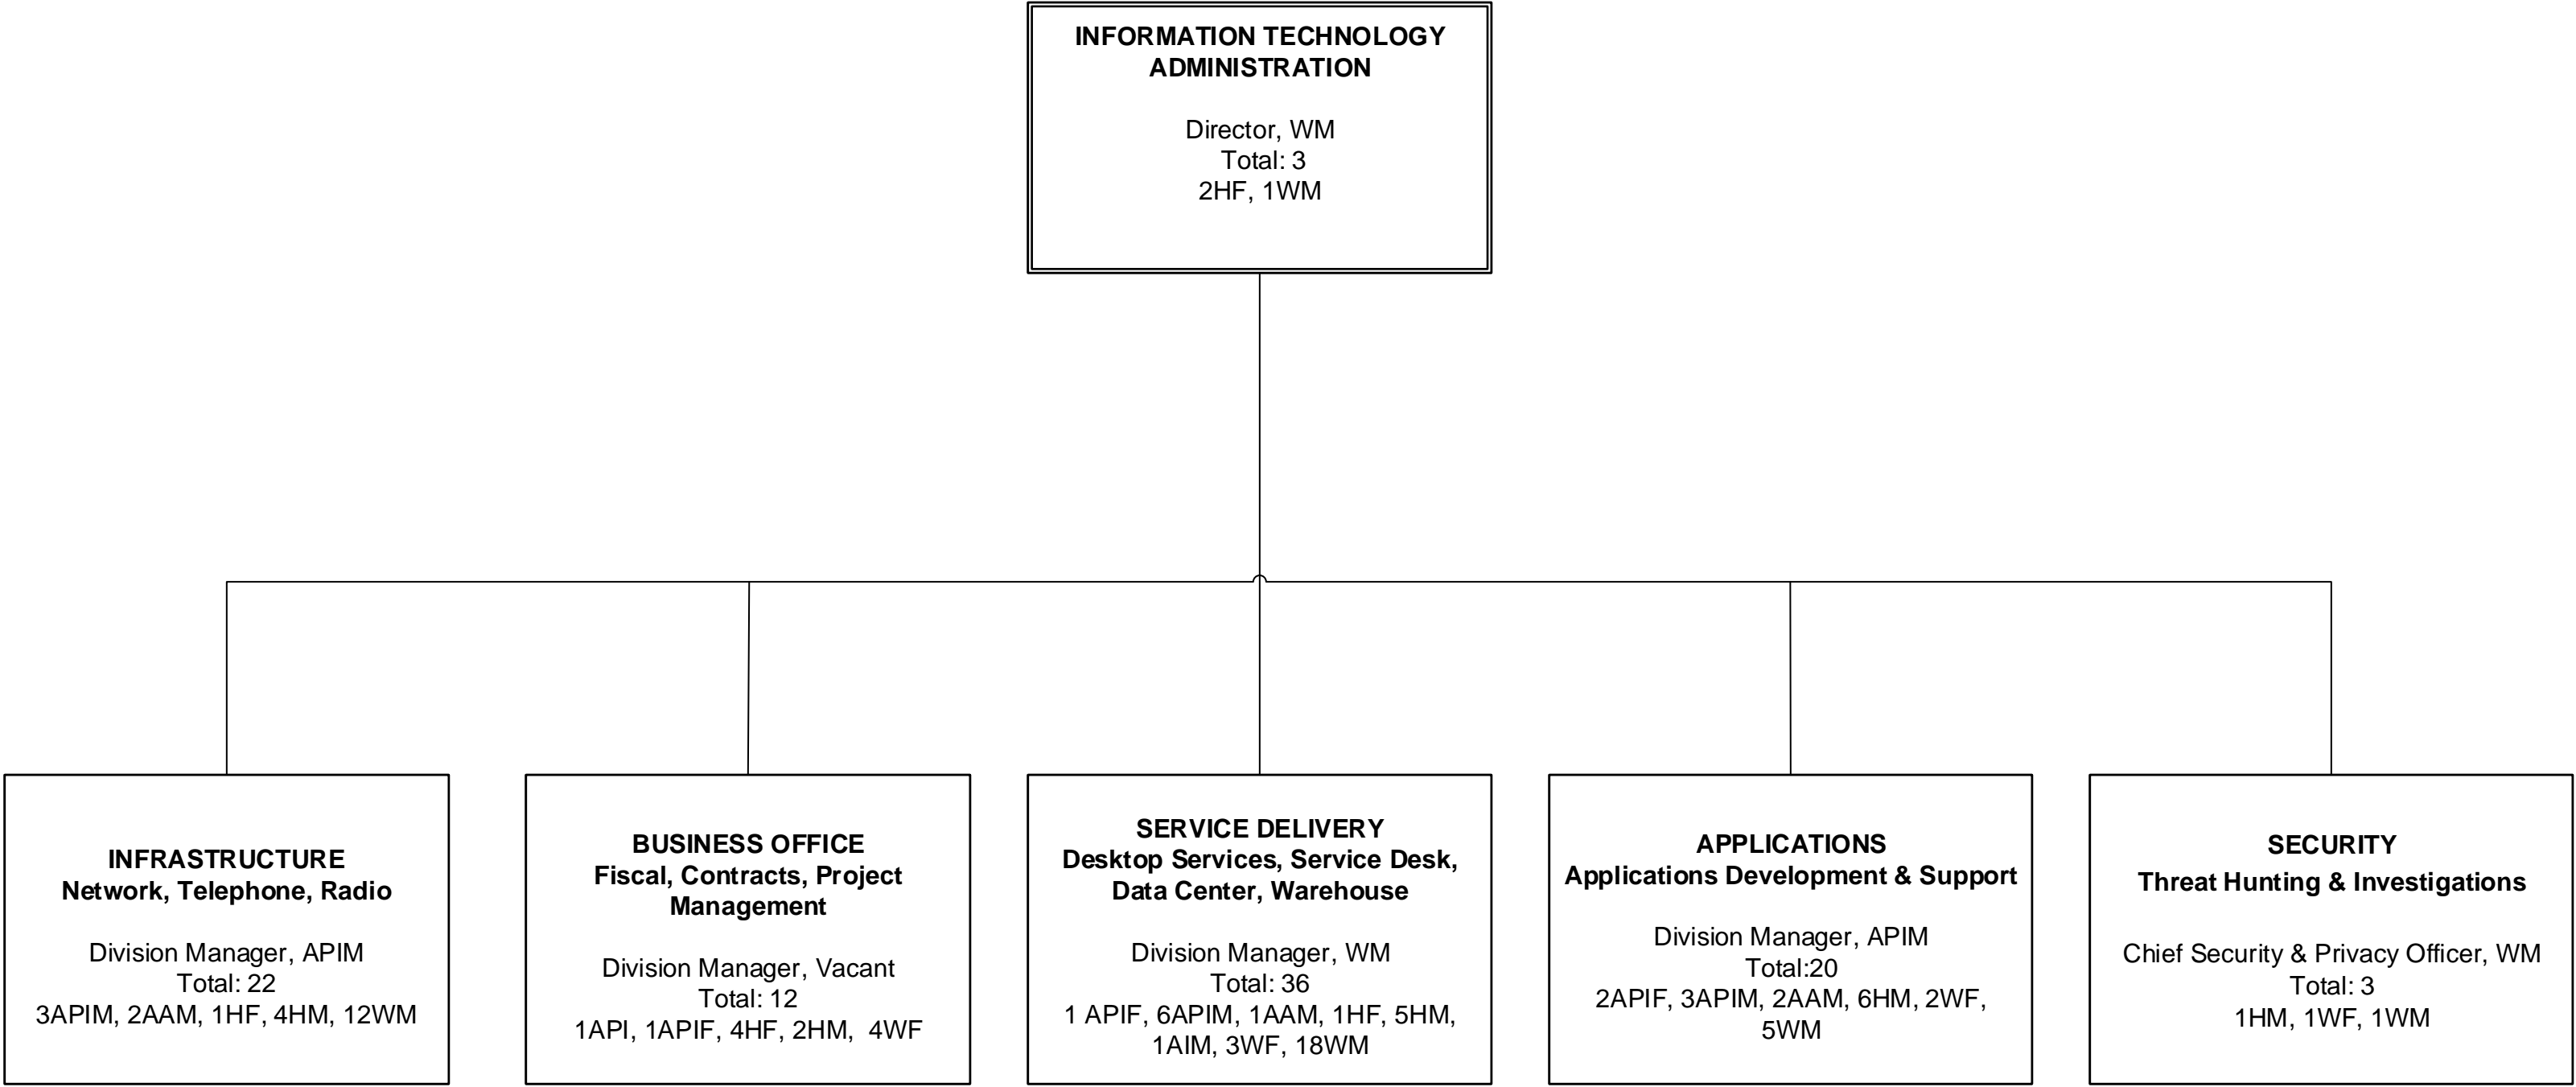 INFORMATION TECHNOLOGY
ADMINISTRATION
Director, WM
Total: 3
2HF, 1WM
INFRASTRUCTURE
Network, Telephone, Radio
Division Manager, APIM
Total: 22
3APIM, 2AAM, 1HF, 4HM, 12WM
BUSINESS OFFICE
Fiscal, Contracts, Project
Management
Division Manager, Vacant
Total: 12
1API, 1APIF, 4HF, 2HM,  4WF
SERVICE DELIVERY
Desktop Services, Service Desk,
Data Center, Warehouse
Division Manager, WM
Total: 36
1 APIF, 6APIM, 1AAM, 1HF, 5HM,
1AIM, 3WF, 18WM
APPLICATIONS
Applications Development & Support
Division Manager, APIM
Total:20
2APIF, 3APIM, 2AAM, 6HM, 2WF,
5WM
SECURITY
Threat Hunting & Investigations
Chief Security & Privacy Officer, WM
Total: 3
1HM, 1WF, 1WM